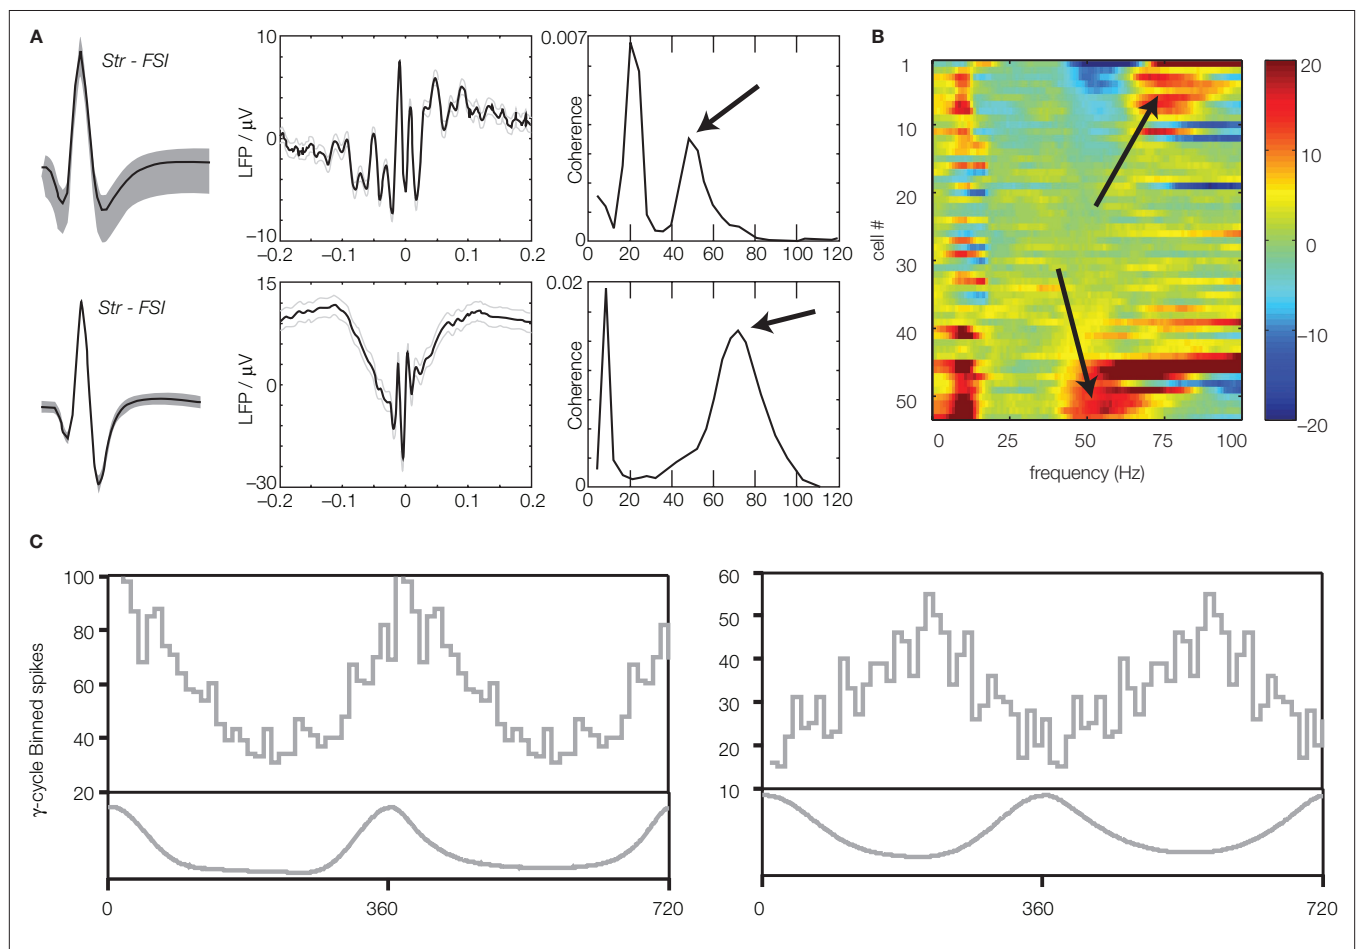 A
Str - FSI
LFP / µV
10
0
−10
−0.2 −0.1 0 0.1 0.2
Coherence
0.007
0
0 20 40 60 80 100 120
Str - FSI
LFP / µV
15
0
−30
−0.2 −0.1 0 0.1 0.2
Coherence
0.02
0
0 20 40 60 80 100 120
B
cell #
1
10
20
30
40
50
0 25 50 75 100
frequency (Hz)
20
10
0
−10
−20
C
γ-cycle Binned spikes
100
80
60
40
20
0 360 720
60
50
40
30
20
10
0 360 720